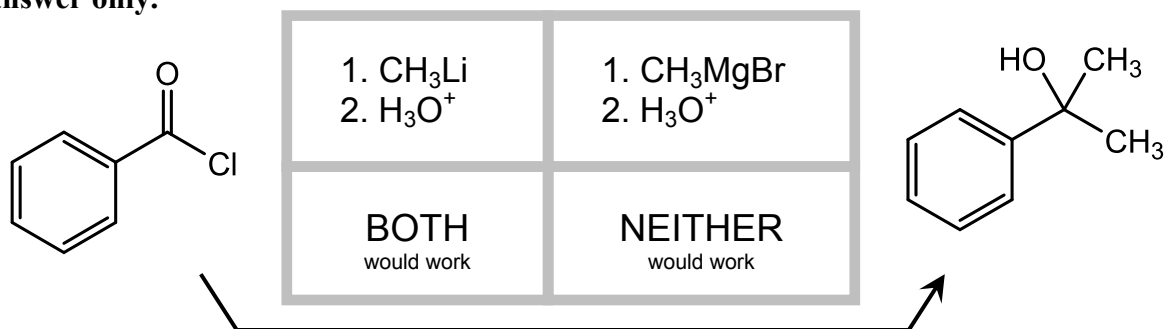 answer only.
O
Cl
1. CH₃Li
2. H₃O⁺
1. CH₃MgBr
2. H₃O⁺
BOTH
would work
NEITHER
would work
HO
CH₃
CH₃